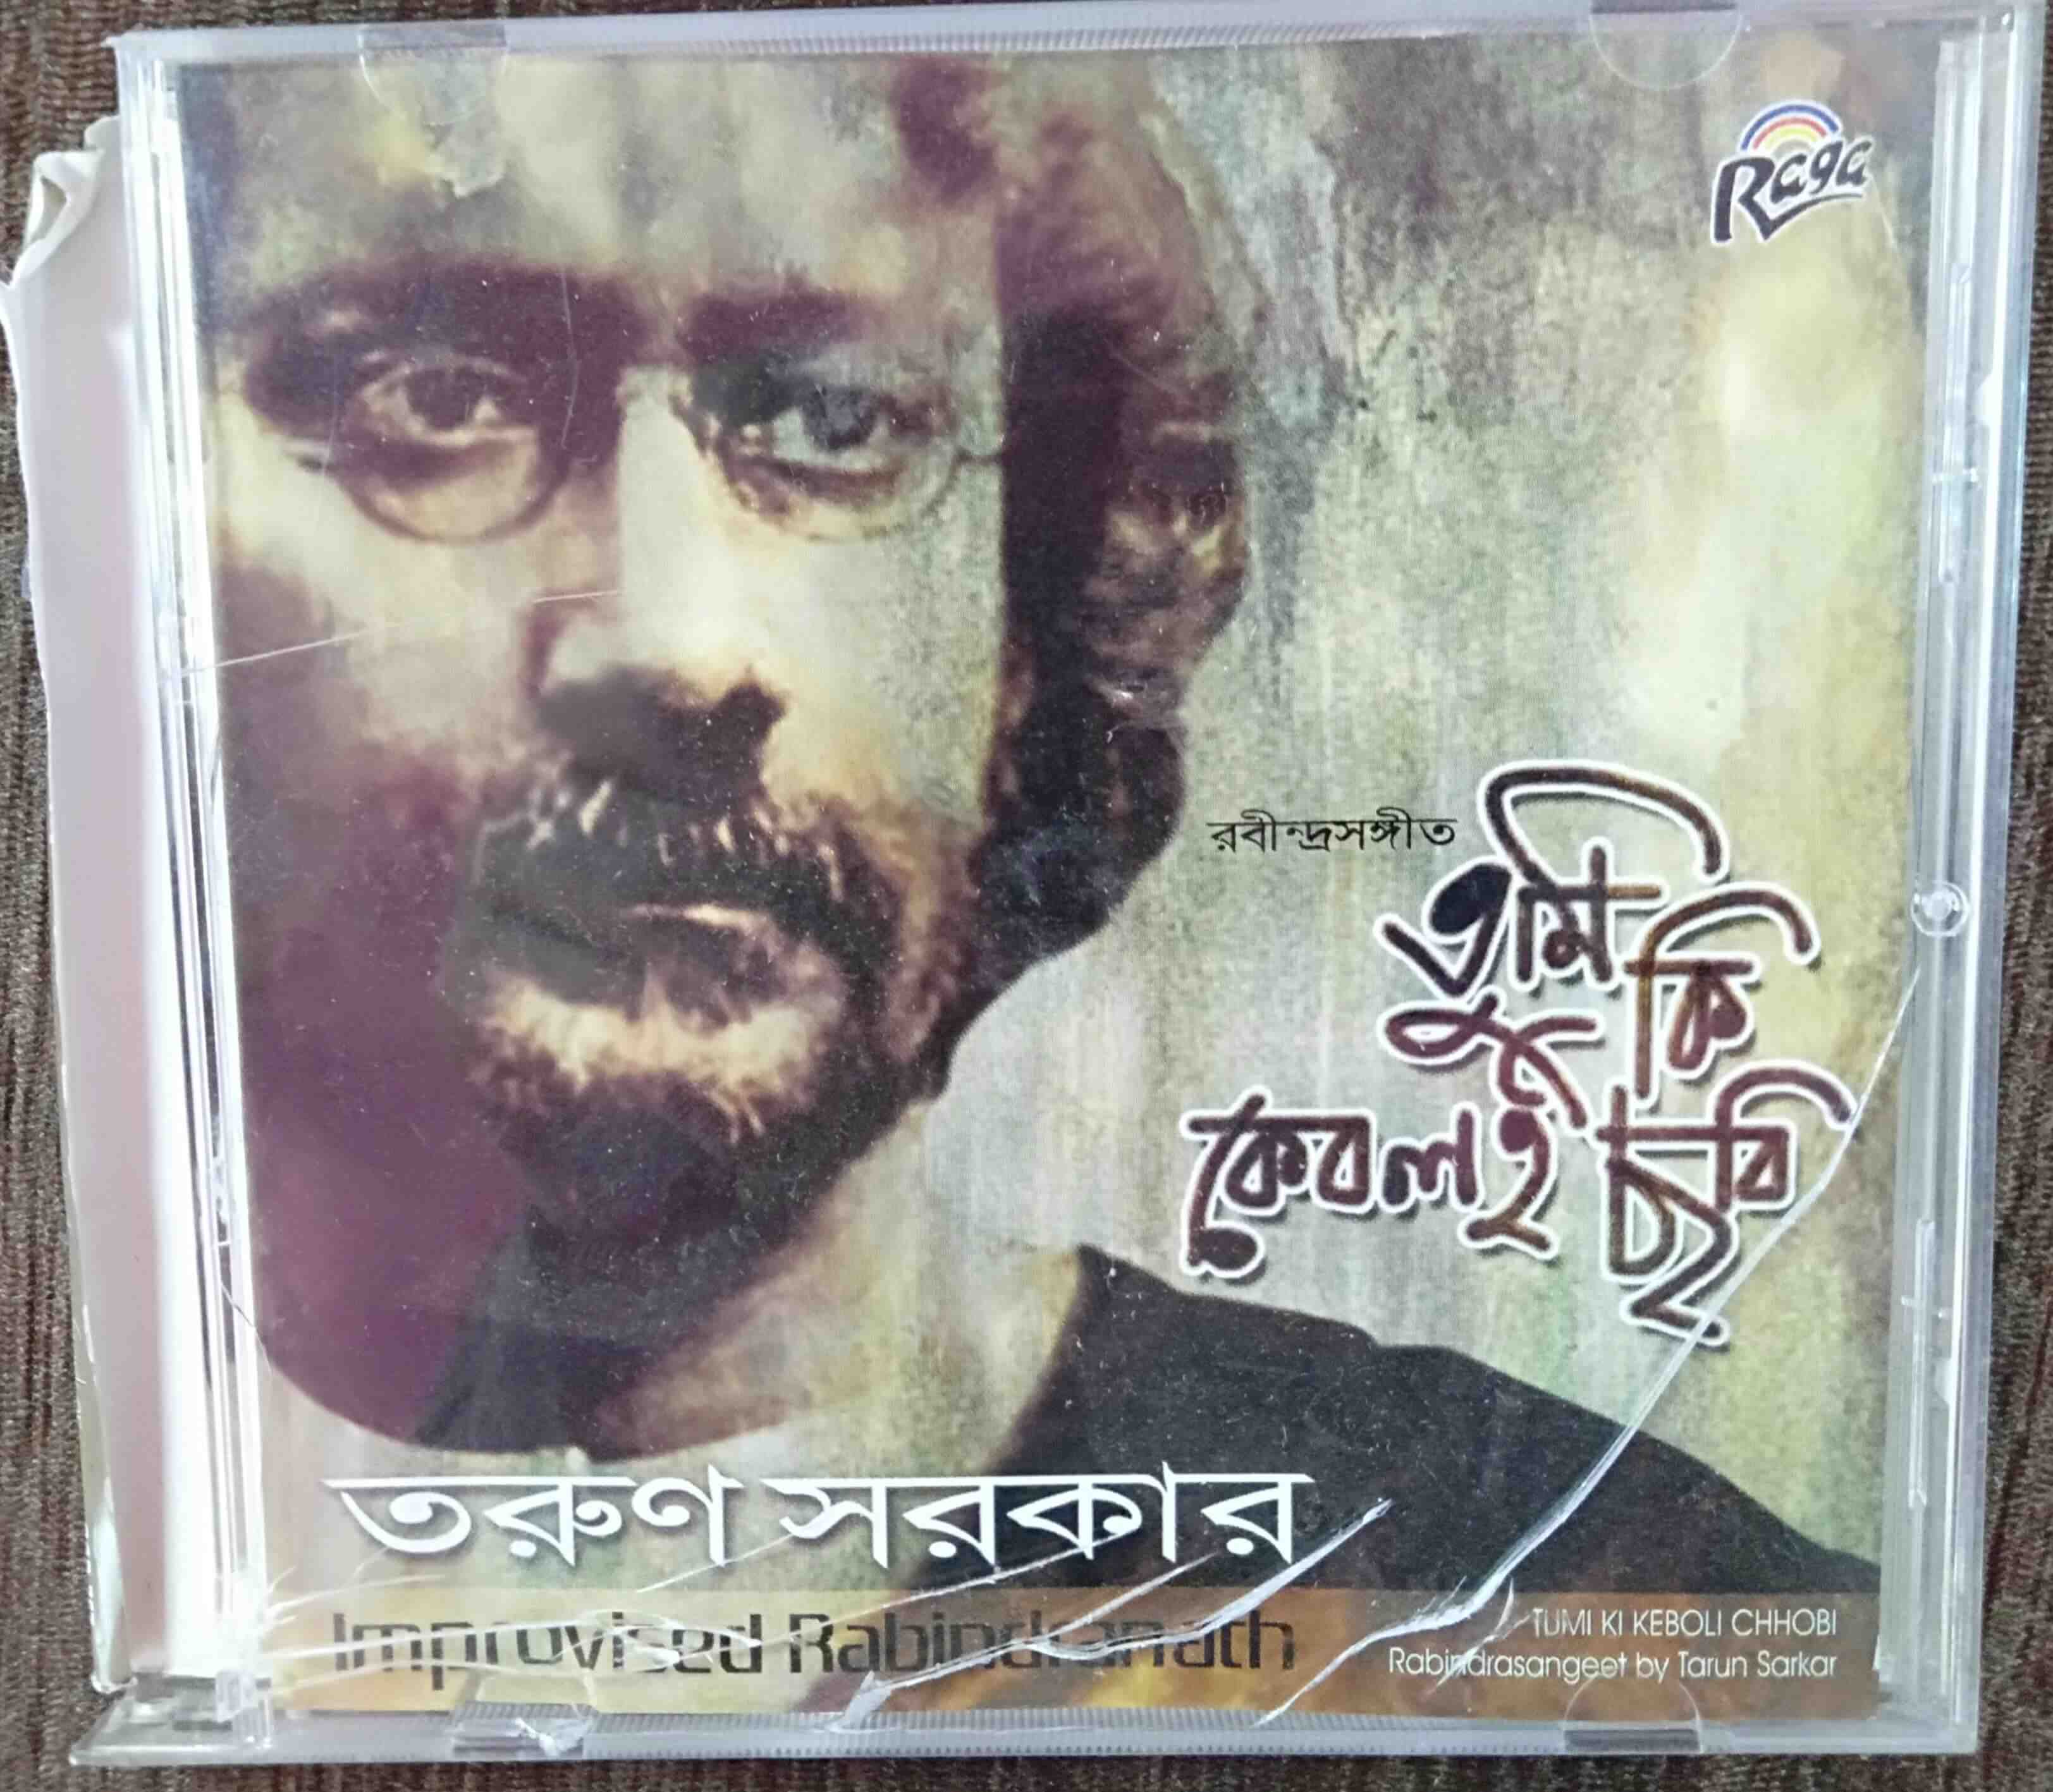 Raga
রবীন্দ্রসঙ্গীত
তুমি কি
কেবলই ছবি
তরুণ সরকার
Improvised Rabindranath
TUMI KI KEBOLI CHHOBI
Rabindrasangeet by Tarun Sarkar